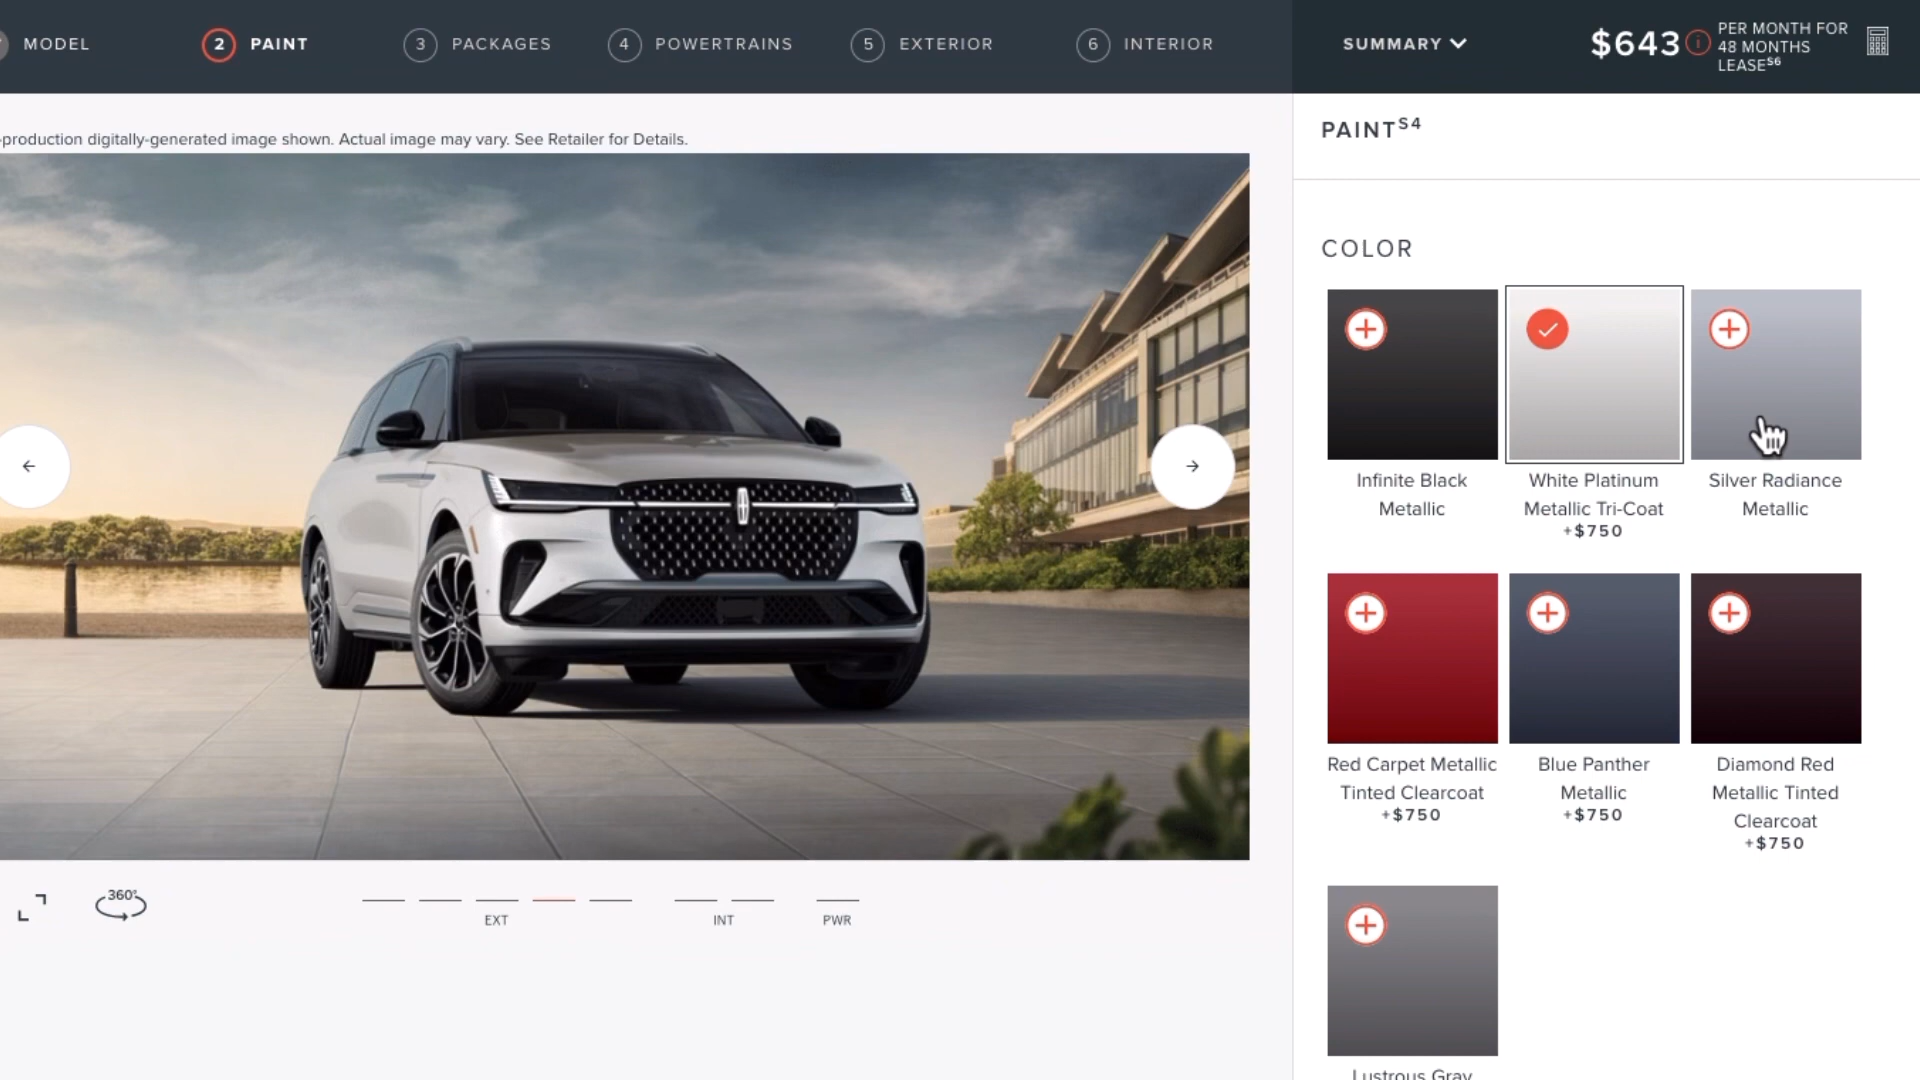 MODEL
2 PAINT
3 PACKAGES
4 POWERTRAINS
5 EXTERIOR
6 INTERIOR
SUMMARY
$643
PER MONTH FOR
48 MONTHS
LEASE S6
-production digitally-generated image shown. Actual image may vary. See Retailer for Details.
PAINT S4
COLOR
Infinite Black
Metallic
White Platinum
Metallic Tri-Coat
+$750
Silver Radiance
Metallic
Red Carpet Metallic
Tinted Clearcoat
+$750
Blue Panther
Metallic
+$750
Diamond Red
Metallic Tinted
Clearcoat
+$750
Lustrous Gray
360°
EXT
INT
PWR